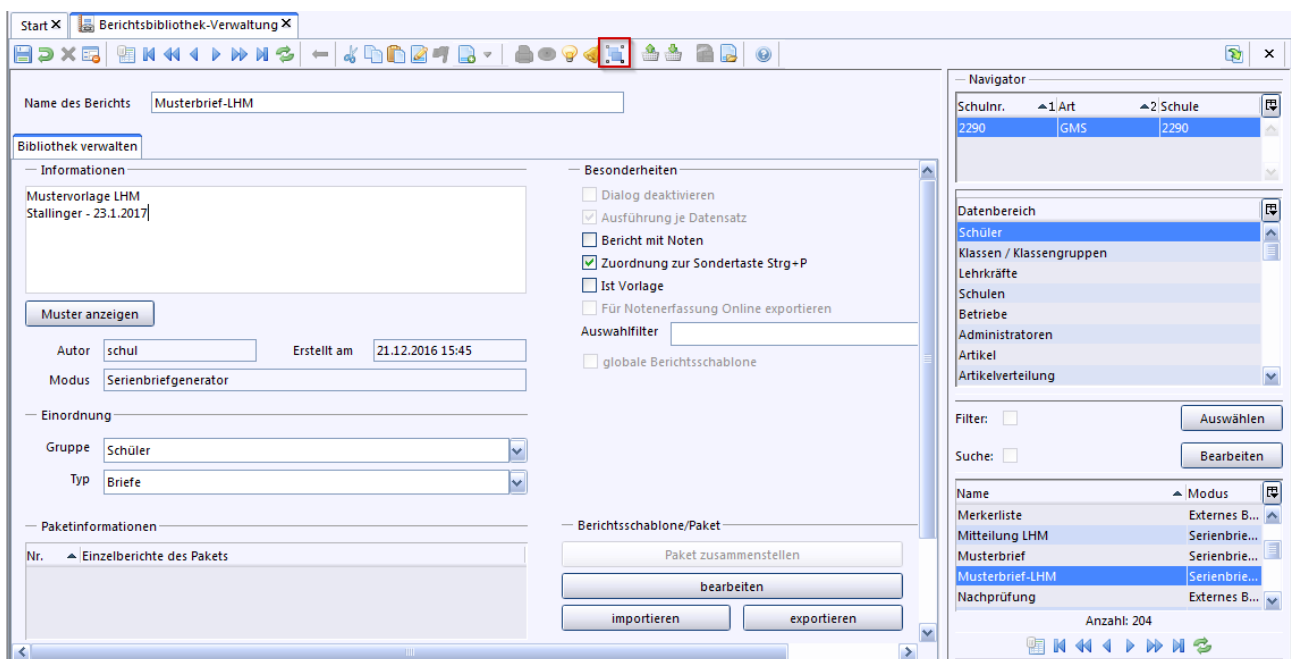 Start Berichtsbibliothek-Verwaltung
Name des Berichts Musterbrief-LHM
Bibliothek verwalten
Informationen
Mustervorlage LHM
Stallinger - 23.1.2017
Muster anzeigen
Autor schul Erstellt am 21.12.2016 15:45
Modus Serienbriefgenerator
Einordnung
Gruppe Schüler
Typ Briefe
Paketinformationen
Nr. Einzelberichte des Pakets
Besonderheiten
Dialog deaktivieren
Ausführung je Datensatz
Bericht mit Noten
Zuordnung zur Sondertaste Strg+P
Ist Vorlage
Für Notenerfassung Online exportieren
Auswahlfilter
globale Berichtsschablone
Berichtsschablone/Paket
Paket zusammenstellen
bearbeiten
importieren exportieren
Navigator
Schulnr. 1 Art 2 Schule
2290 GMS 2290
Datenbereich
Schüler
Klassen / Klassengruppen
Lehrkräfte
Schulen
Betriebe
Administratoren
Artikel
Artikelverteilung
Filter: Auswählen
Suche: Bearbeiten
Name Modus
Merkerliste Externes B...
Mitteilung LHM Serienbrie...
Musterbrief Serienbrie...
Musterbrief-LHM Serienbrie...
Nachprüfung Externes B...
Anzahl: 204